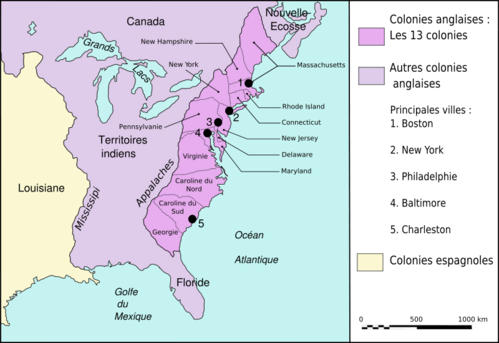 Canada
Nouvelle
Ecosse
Grands
Lacs
New Hampshire
Massachusetts
New York
1
Rhode Island
2
Connecticut
Pennsylvanie
3
New Jersey
4
Territoires
indiens
Delaware
Virginie
Maryland
Appalaches
Louisiane
Mississipi
Caroline du
Nord
Caroline du
Sud
5
Georgie
Océan
Atlantique
Floride
Golfe
du
Mexique
Colonies anglaises :
Les 13 colonies
Autres colonies
anglaises
Principales villes :
1. Boston
2. New York
3. Philadelphie
4. Baltimore
5. Charleston
Colonies espagnoles
0 500 1000 km